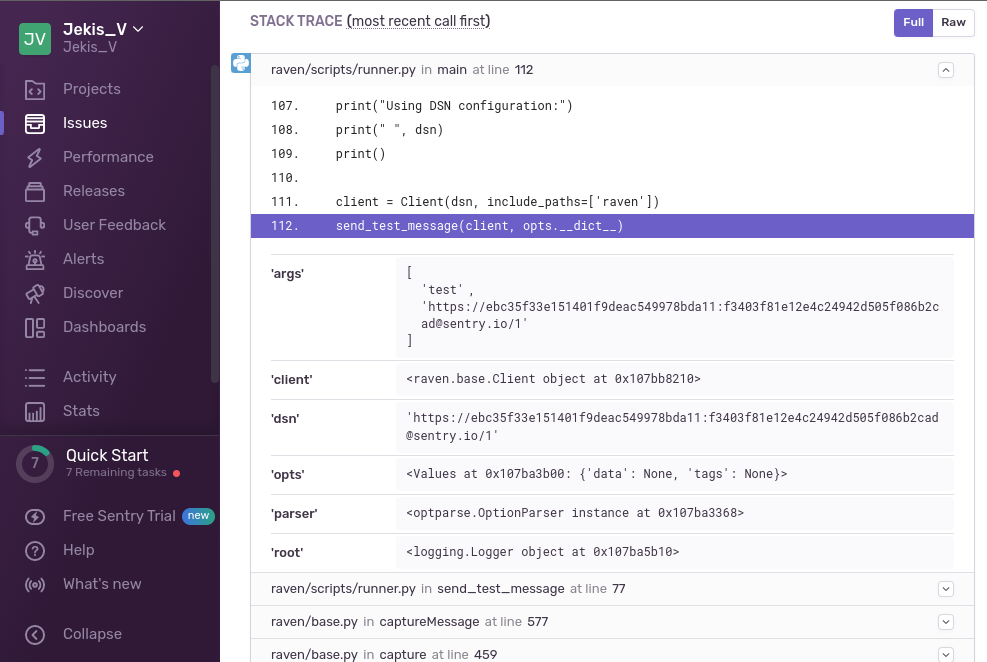 JV
Jekis_V
Jekis_V
Projects
Issues
Performance
Releases
User Feedback
Alerts
Discover
Dashboards
Activity
Stats
7
Quick Start
7 Remaining tasks
Free Sentry Trial new
Help
What's new
Collapse
STACK TRACE (most recent call first)
Full Raw
raven/scripts/runner.py in main at line 112
107. print("Using DSN configuration:")
108. print(" ", dsn)
109. print()
110.
111. client = Client(dsn, include_paths=['raven'])
112. send_test_message(client, opts.__dict__)
'args'
[
'test' ,
'https://ebc35f33e151401f9deac549978bda11:f3403f81e12e4c24942d505f086b2c
ad@sentry.io/1'
]
'client' <raven.base.Client object at 0x107bb8210>
'dsn' 'https://ebc35f33e151401f9deac549978bda11:f3403f81e12e4c24942d505f086b2cad
@sentry.io/1'
'opts' <Values at 0x107ba3b00: {'data': None, 'tags': None}>
'parser' <optparse.OptionParser instance at 0x107ba3368>
'root' <logging.Logger object at 0x107ba5b10>
raven/scripts/runner.py in send_test_message at line 77
raven/base.py in captureMessage at line 577
raven/base.py in capture at line 459